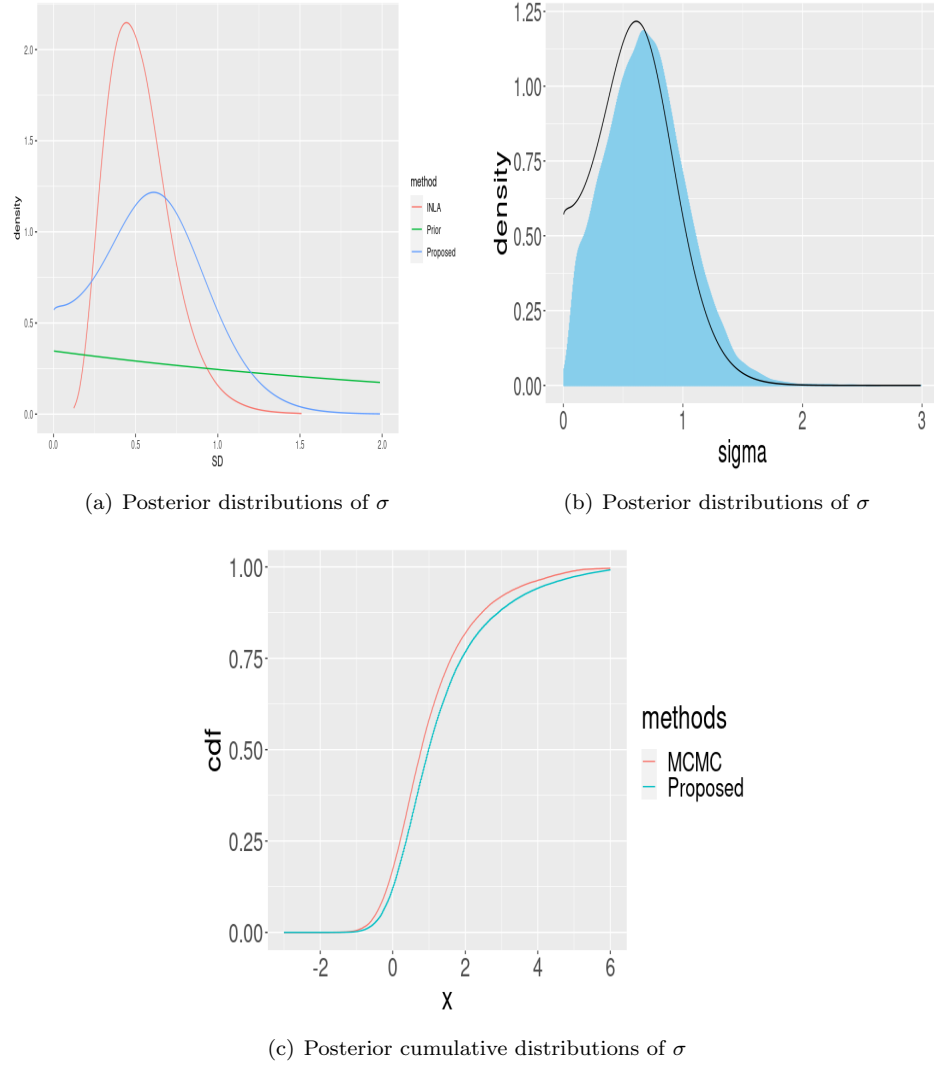 2.0
1.5
1.0
0.5
0.0
density
0.0 0.5 1.0 1.5 2.0
SD
method
INLA
Prior
Proposed
(a) Posterior distributions of σ
1.25
1.00
0.75
0.50
0.25
0.00
density
0 1 2 3
sigma
(b) Posterior distributions of σ
1.00
0.75
0.50
0.25
0.00
cdf
-2 0 2 4 6
X
methods
MCMC
Proposed
(c) Posterior cumulative distributions of σ